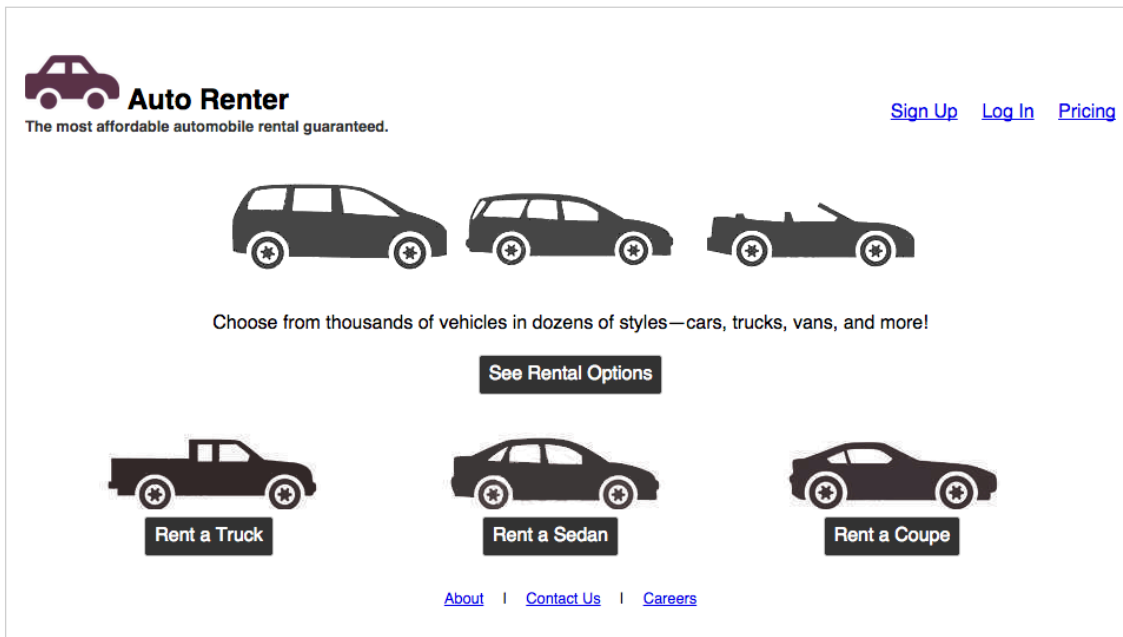 Auto Renter
The most affordable automobile rental guaranteed.
Sign Up Log In Pricing
Choose from thousands of vehicles in dozens of styles—cars, trucks, vans, and more!
See Rental Options
Rent a Truck Rent a Sedan Rent a Coupe
About | Contact Us | Careers